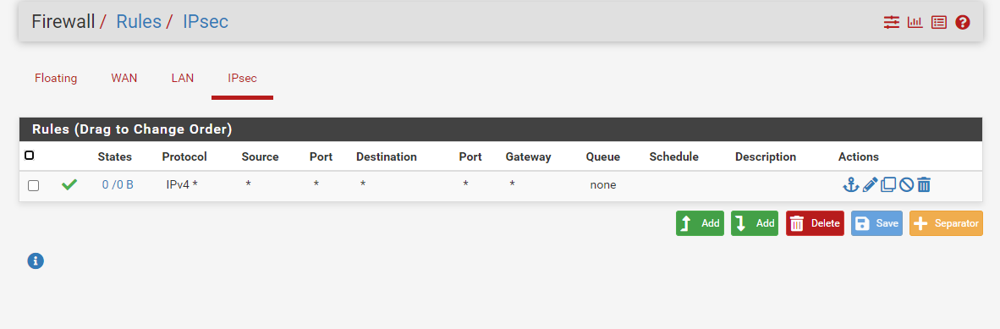 Firewall / Rules / IPsec
Floating WAN LAN IPsec
Rules (Drag to Change Order)
States Protocol Source Port Destination Port Gateway Queue Schedule Description Actions
0 /0 B IPv4 * * * * * * none
Add Add Delete Save Separator